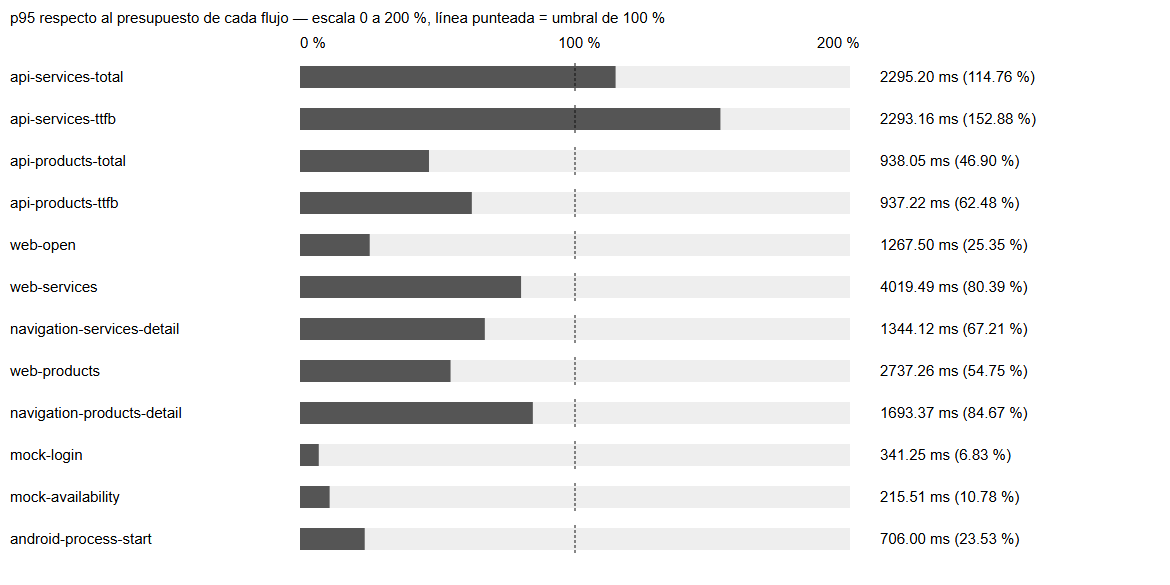 p95 respecto al presupuesto de cada flujo — escala 0 a 200 %, línea punteada = umbral de 100 %
0 % 100 % 200 %
api-services-total 2295.20 ms (114.76 %)
api-services-ttfb 2293.16 ms (152.88 %)
api-products-total 938.05 ms (46.90 %)
api-products-ttfb 937.22 ms (62.48 %)
web-open 1267.50 ms (25.35 %)
web-services 4019.49 ms (80.39 %)
navigation-services-detail 1344.12 ms (67.21 %)
web-products 2737.26 ms (54.75 %)
navigation-products-detail 1693.37 ms (84.67 %)
mock-login 341.25 ms (6.83 %)
mock-availability 215.51 ms (10.78 %)
android-process-start 706.00 ms (23.53 %)